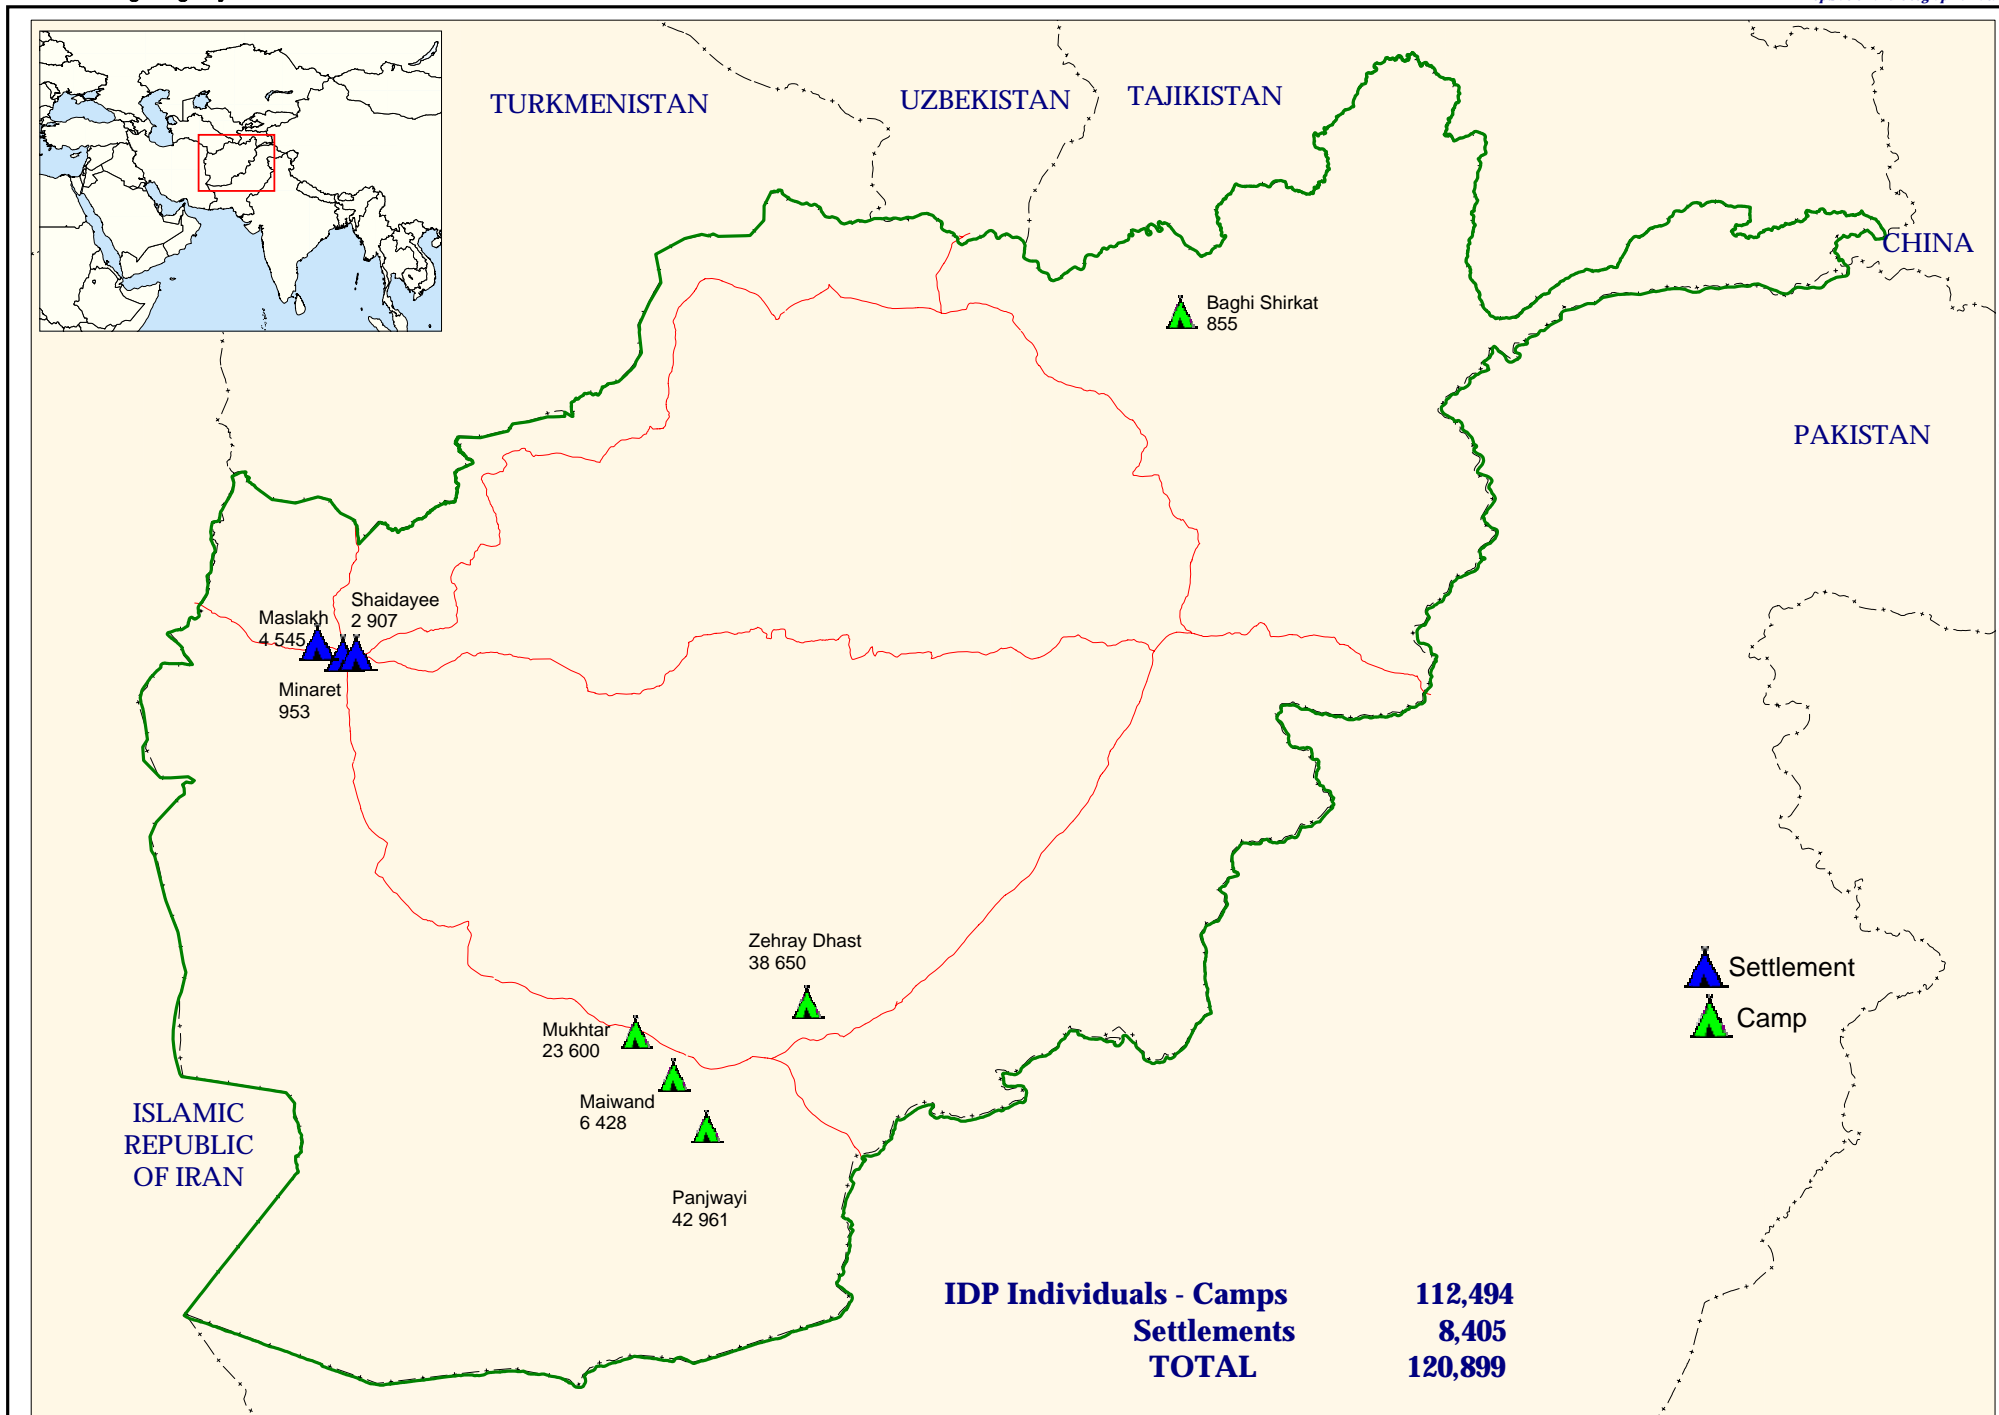 TURKMENISTAN
UZBEKISTAN
TAJIKISTAN
CHINA
Baghi Shirkat
855
PAKISTAN
Shaidayee
2 907
Maslakh
4 545
Minaret
953
Zehray Dhast
38 650
Settlement
Camp
Mukhtar
23 600
Maiwand
6 428
ISLAMIC
REPUBLIC
OF IRAN
Panjwayi
42 961
IDP Individuals - Camps 112,494
Settlements 8,405
TOTAL 120,899